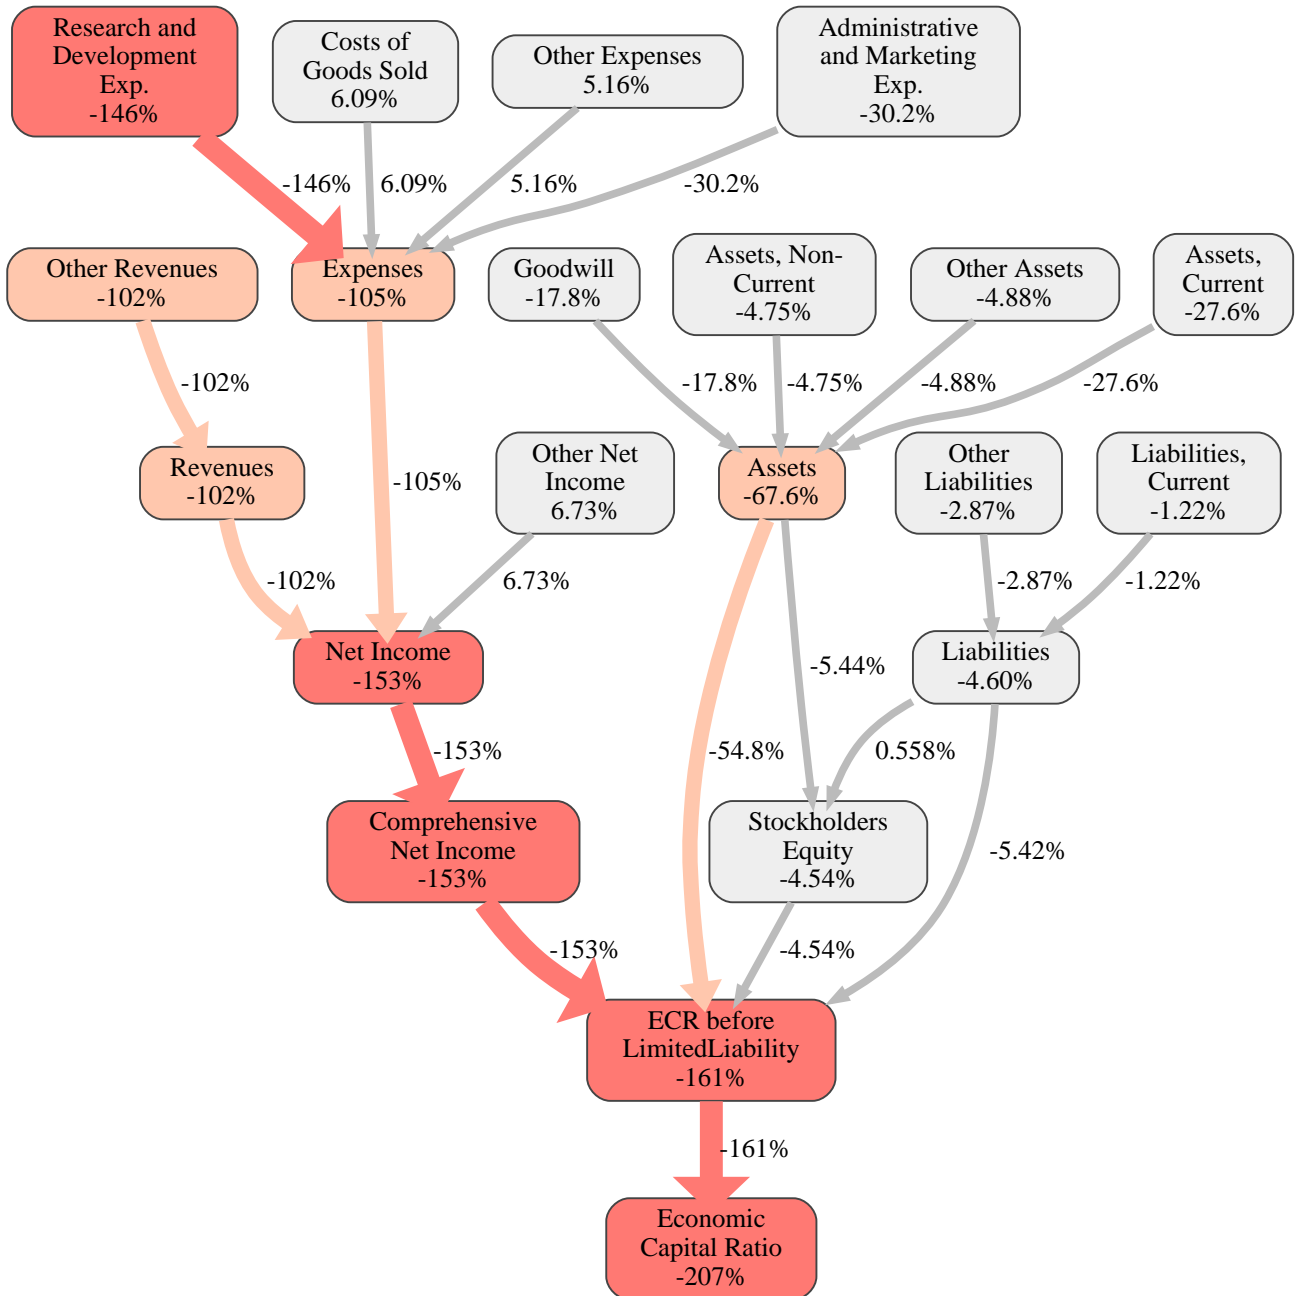 Research and
Development
Exp.
-146%
Costs of
Goods Sold
6.09%
Other Expenses
5.16%
Administrative
and Marketing
Exp.
-30.2%
-146%
6.09%
5.16%
-30.2%
Other Revenues
-102%
Expenses
-105%
Goodwill
-17.8%
Assets, Non-
Current
-4.75%
Other Assets
-4.88%
Assets,
Current
-27.6%
-102%
-17.8%
-4.75%
-4.88%
-27.6%
Revenues
-102%
-105%
Other Net
Income
6.73%
Assets
-67.6%
Other
Liabilities
-2.87%
Liabilities,
Current
-1.22%
-102%
6.73%
-2.87%
-1.22%
Net Income
-153%
-5.44%
Liabilities
-4.60%
-153%
-54.8%
0.558%
Comprehensive
Net Income
-153%
Stockholders
Equity
-4.54%
-5.42%
-153%
-4.54%
ECR before
LimitedLiability
-161%
-161%
Economic
Capital Ratio
-207%